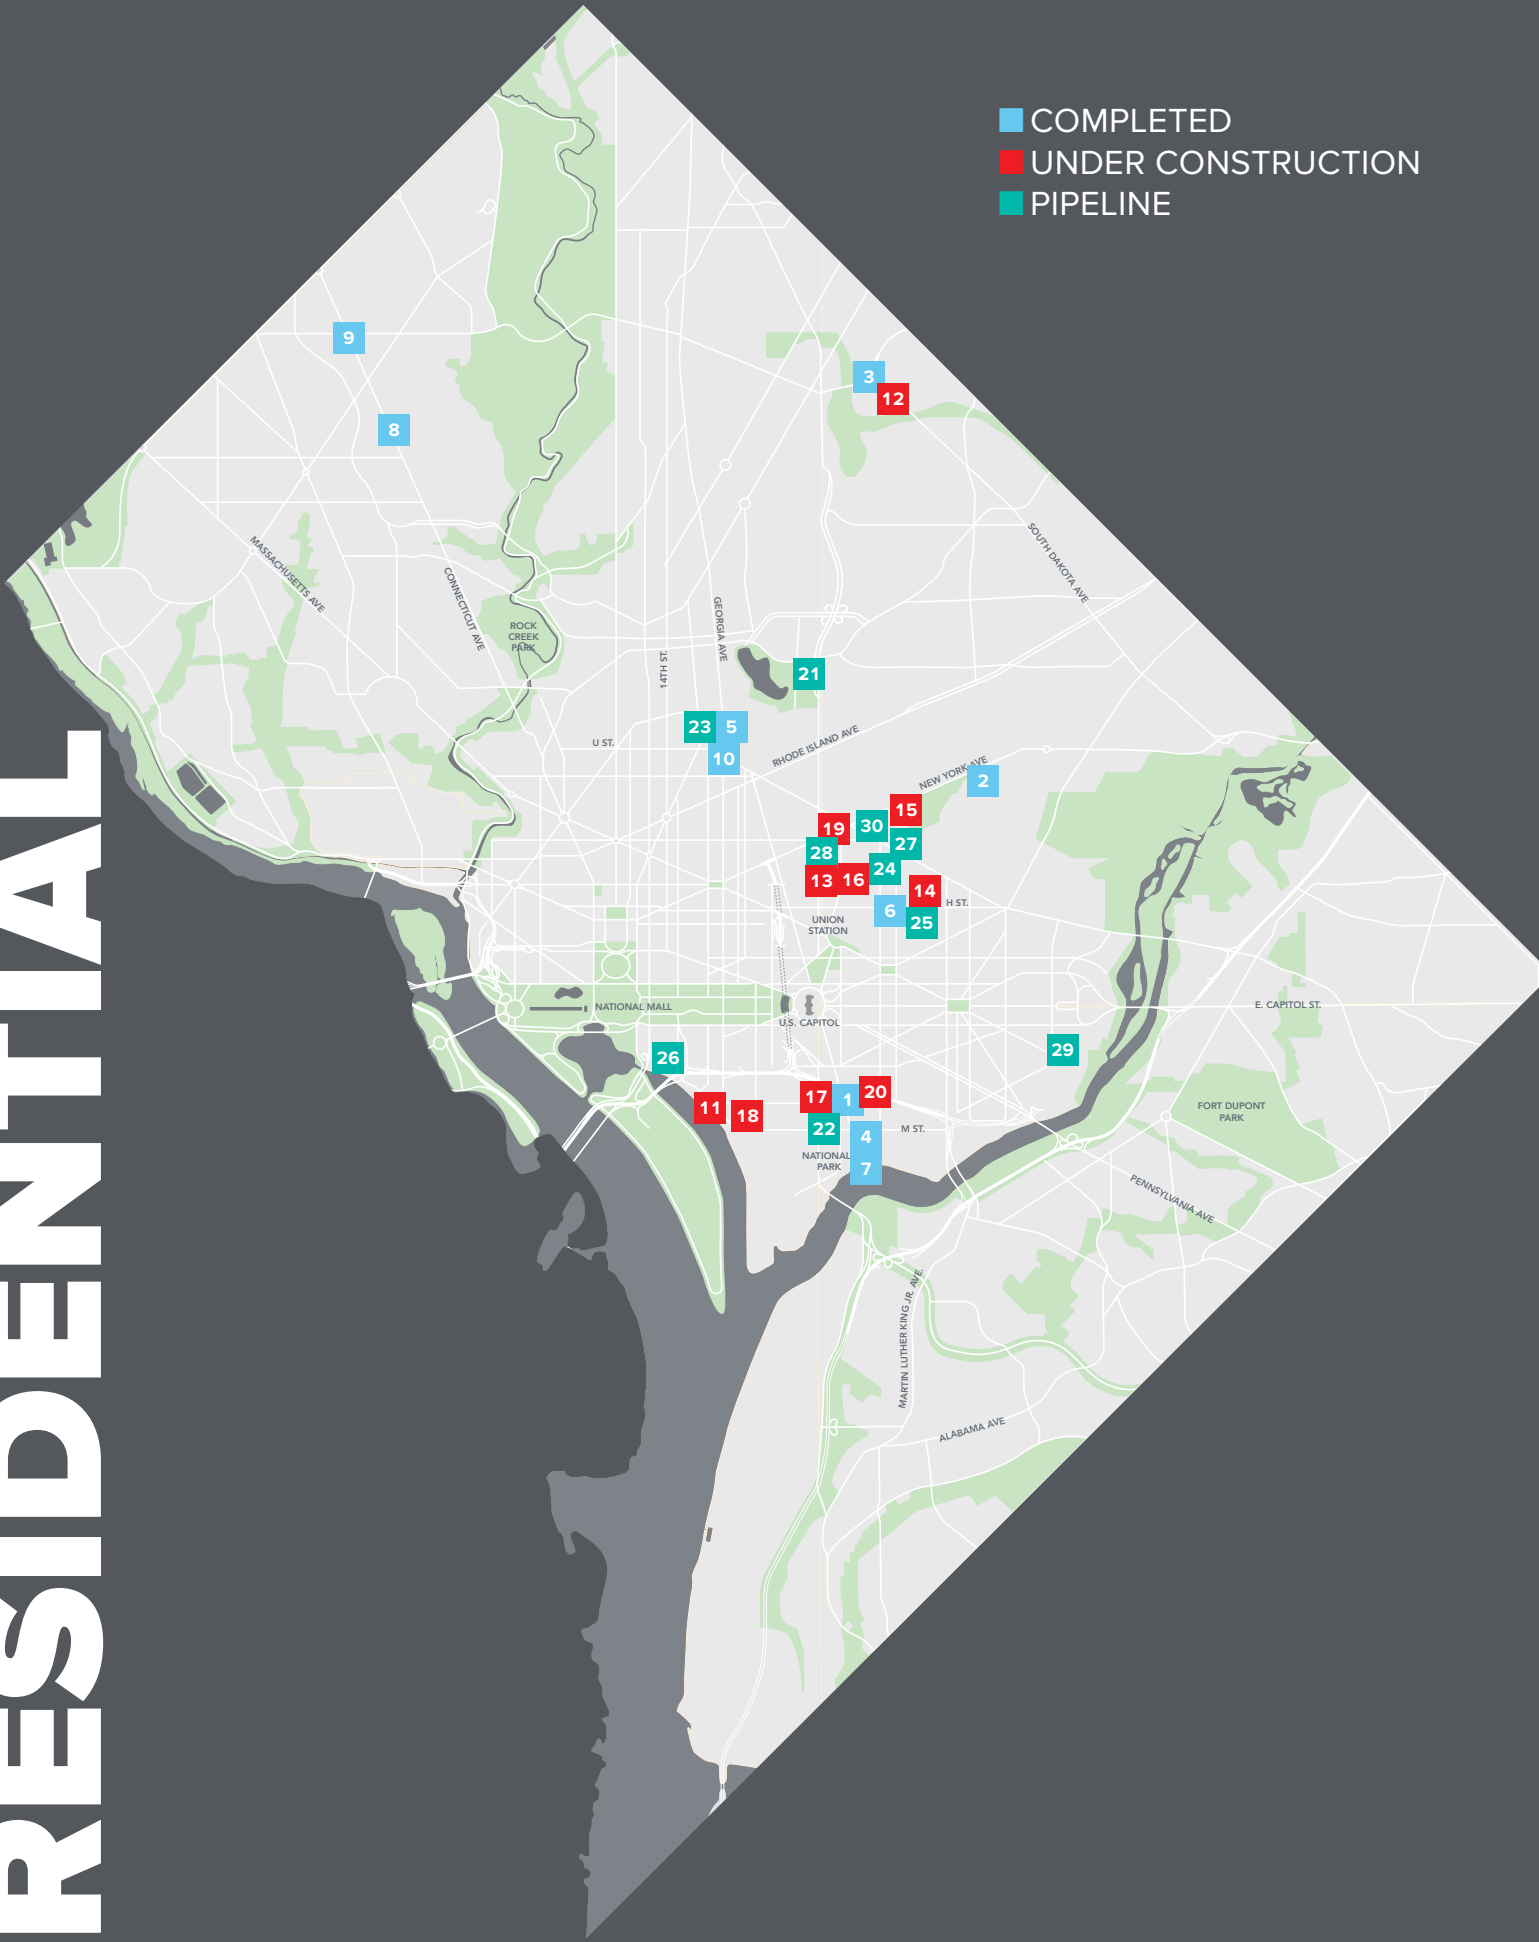 COMPLETED
UNDER CONSTRUCTION
PIPELINE
RESIDENTIAL
9
3
12
8
SOUTH DAKOTA AVE
MASSACHUSETTS AVE
CONNECTICUT AVE
GEORGIA AVE
ROCK
CREEK
PARK
14TH ST.
21
23
5
U ST.
10
RHODE ISLAND AVE
NEW YORK AVE
2
15
19
30
28
27
24
13
16
14
H ST.
6
25
UNION
STATION
NATIONAL MALL
U.S. CAPITOL
E. CAPITOL ST.
26
29
17
1
20
11
18
FORT DUPONT
PARK
22
4
M ST.
NATIONAL
PARK
7
PENNSYLVANIA AVE
MARTIN LUTHER KING JR. AVE.
ALABAMA AVE